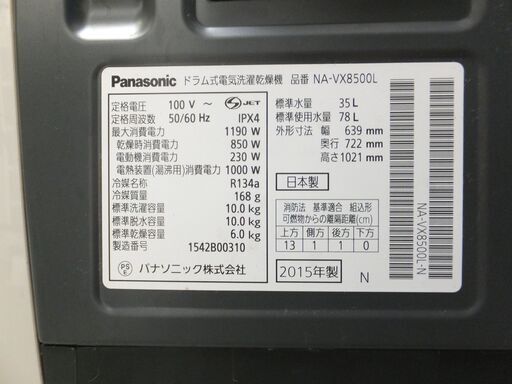 Panasonic ドラム式電気洗濯乾燥機 品番 NA-VX8500L
定格電圧 100 V ～ JET
定格周波数 50/60 Hz IPX4
最大消費電力 1190 W
乾燥時消費電力 850 W
電動機消費電力 230 W
電熱装置(湯沸用)消費電力 1000 W
冷媒名称 R134a
冷媒質量 168 g
標準洗濯容量 10.0 kg
標準脱水容量 10.0 kg
標準乾燥容量 6.0 kg
製造番号 1542B00310
PS E パナソニック株式会社
標準水量 35 L
標準使用水量 78 L
外形寸法 幅 639 mm
奥行 722 mm
高さ 1021 mm
日本製
消防法 基準適合 組込形
可燃物からの離隔距離(cm)
上方 側方 後方 下方
13 1 1 0
2015年製 N
NA-VX8500L-N